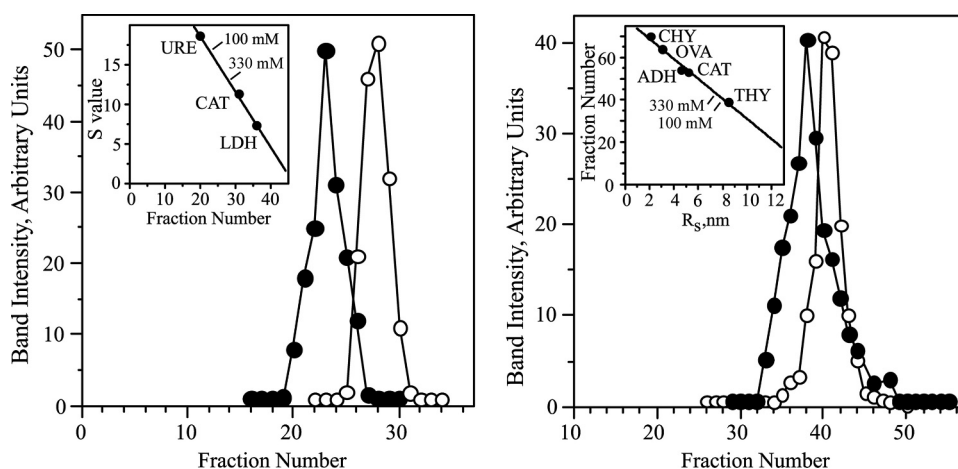 Band Intensity, Arbitrary Units
50
40
30
20
10
0
0
10
20
30
Fraction Number
S value
15
10
5
0
URE
100 mM
330 mM
CAT
LDH
0 10 20 30 40
Fraction Number
Band Intensity, Arbitrary Units
40
30
20
10
0
10
20
30
40
50
Fraction Number
Fraction Number
60
40
20
0
CHY
OVA
ADH
CAT
THY
330 mM
100 mM
0 2 4 6 8 10 12
Rs,nm